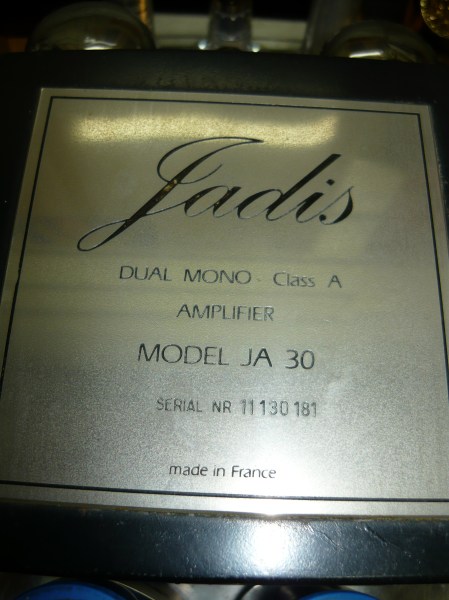 Jadis
DUAL MONO - Class A
AMPLIFIER
MODEL JA 30
SERIAL NR 11130181
made in France